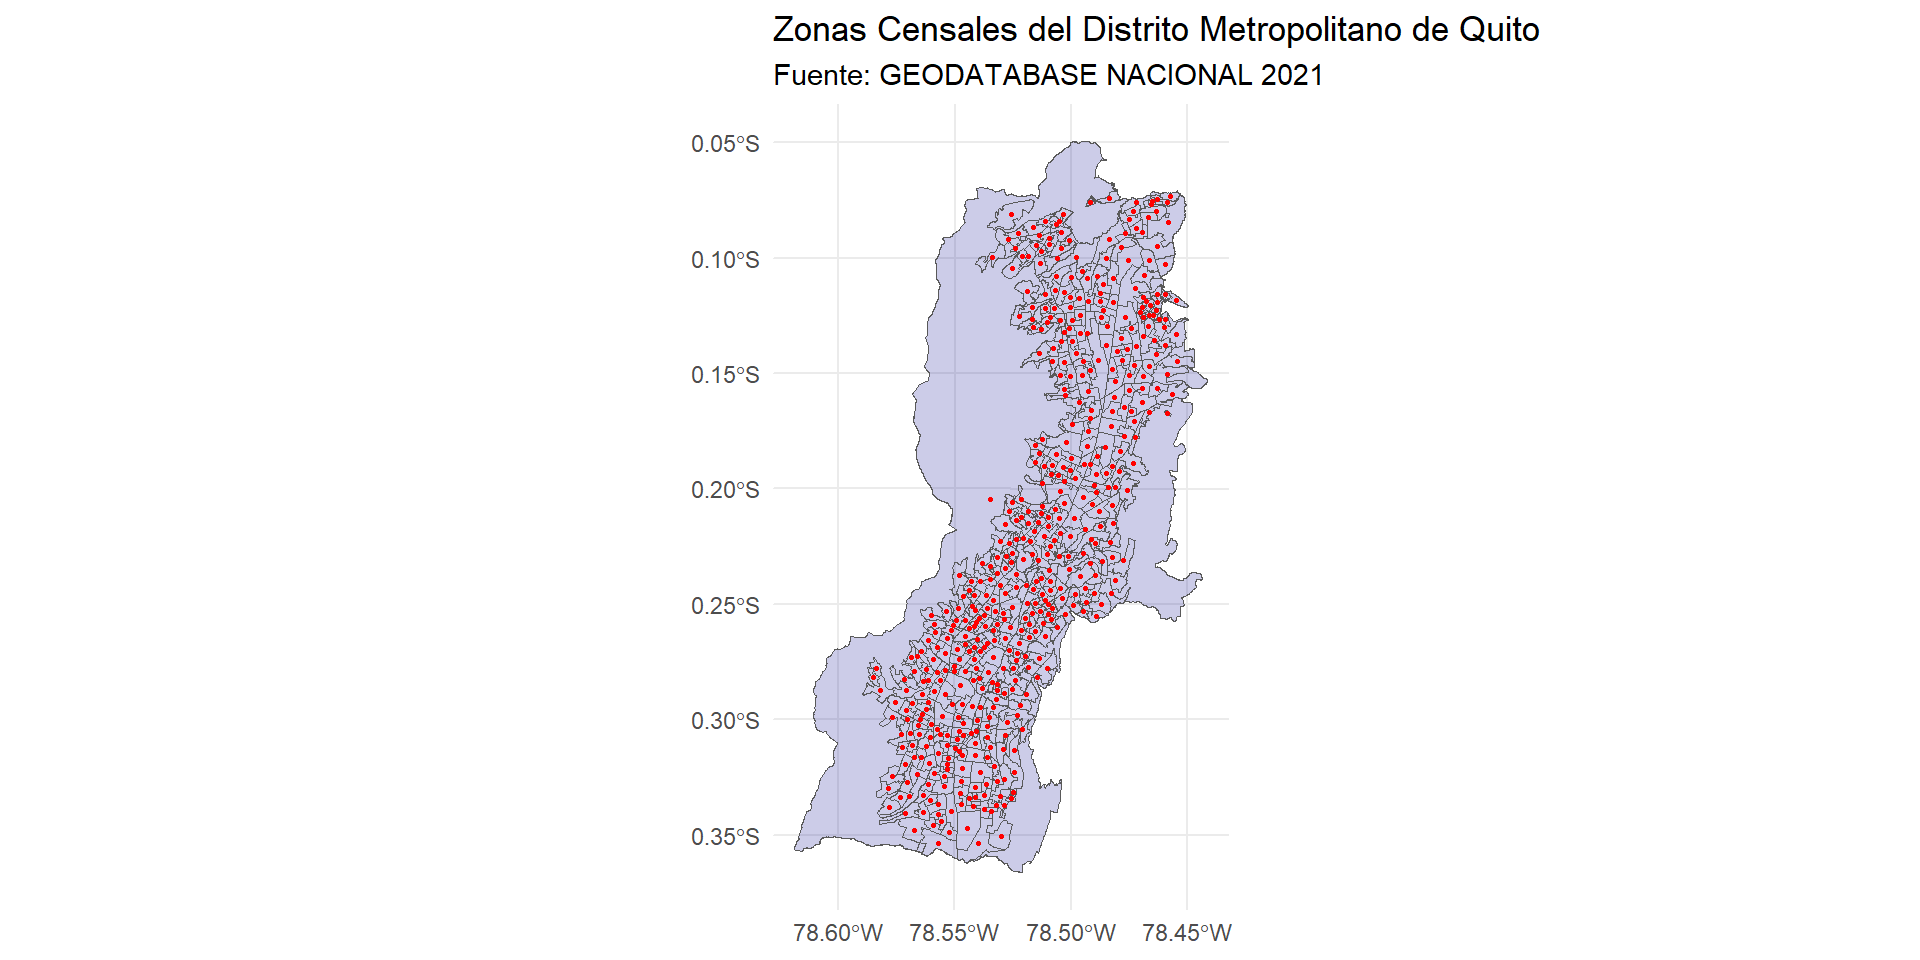 Zonas Censales del Distrito Metropolitano de Quito
Fuente: GEODATABASE NACIONAL 2021
0.05°S
0.10°S
0.15°S
0.20°S
0.25°S
0.30°S
0.35°S
78.60°W 78.55°W 78.50°W 78.45°W